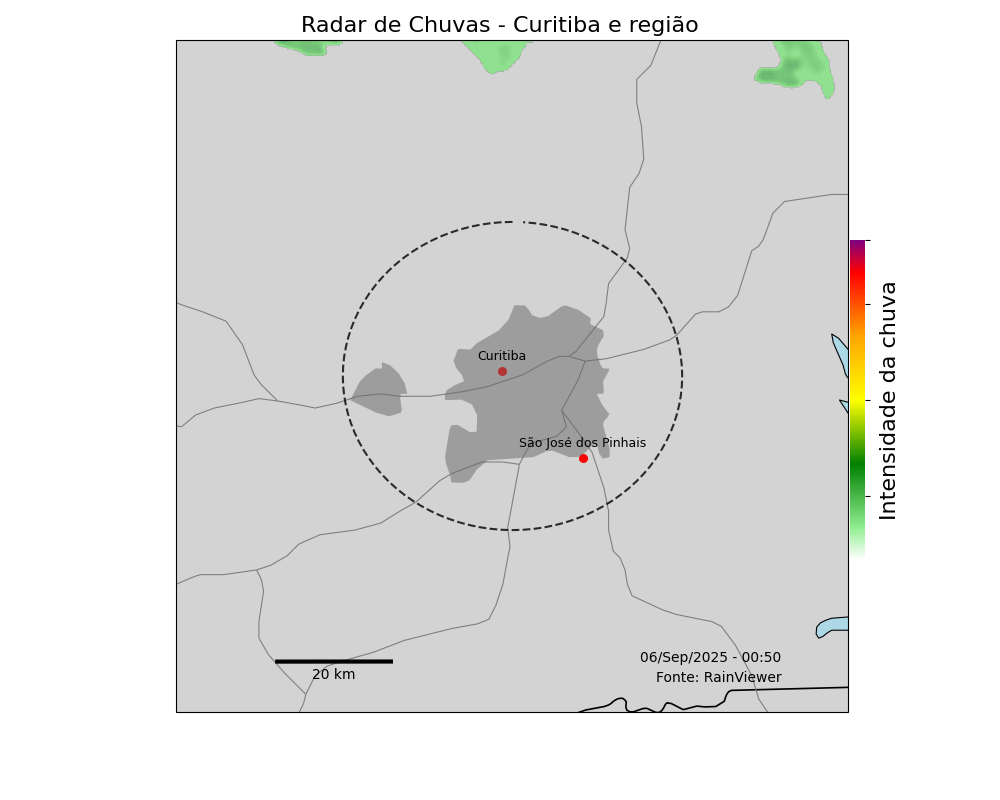 Radar de Chuvas - Curitiba e região
Curitiba
São José dos Pinhais
Intensidade da chuva
06/Sep/2025 - 00:50
Fonte: RainViewer
20 km